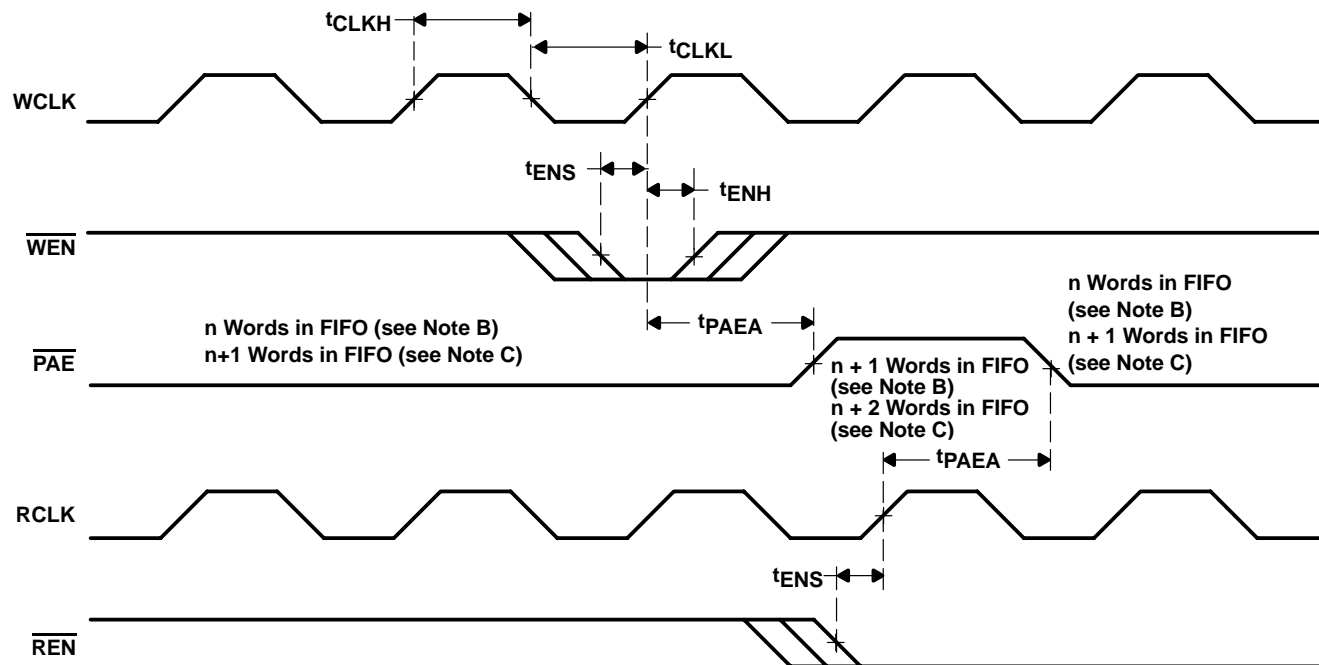 tCLKH
tCLKL
WCLK
tENS
tENH
WEN
n Words in FIFO (see Note B)
n+1 Words in FIFO (see Note C)
tPAEA
n Words in FIFO
(see Note B)
n + 1 Words in FIFO
(see Note C)
PAE
n + 1 Words in FIFO
(see Note B)
n + 2 Words in FIFO
(see Note C)
tPAEA
RCLK
tENS
REN